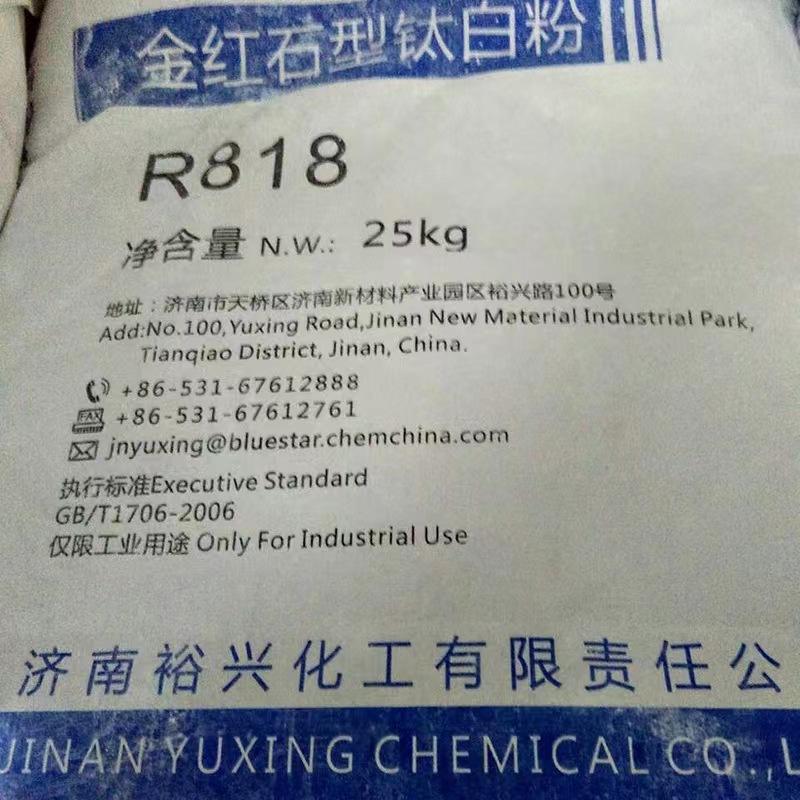 金红石型钛白粉
R818
净含量 N.W.: 25kg
地址：济南市天桥区济南新材料产业园区裕兴路100号
Add:No.100,Yuxing Road,Jinan New Material Industrial Park,
Tianqiao District, Jinan, China.
+86-531-67612888
FAX +86-531-67612761
jnyuxing@bluestar.chemchina.com
执行标准Executive Standard
GB/T1706-2006
仅限工业用途 Only For Industrial Use
济南裕兴化工有限责任公
JINAN YUXING CHEMICAL CO.,L